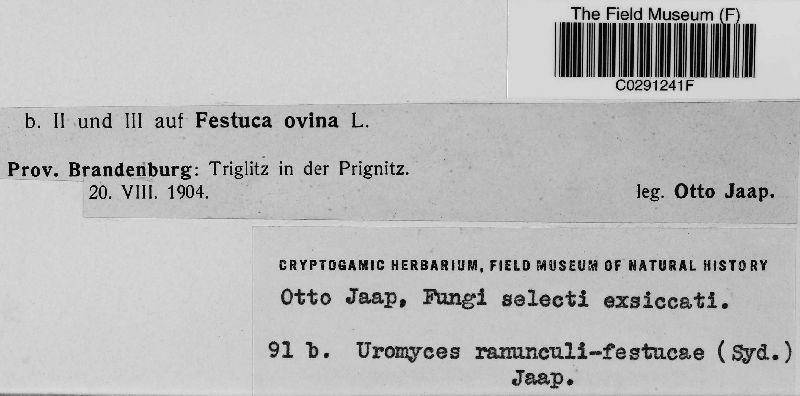 The Field Museum (F)
C0291241F
b. II und III auf Festuca ovina L.
Prov. Brandenburg: Triglitz in der Prignitz.
20. VIII. 1904. leg. Otto Jaap.
CRYPTOGAMIC HERBARIUM, FIELD MUSEUM OF NATURAL HISTORY
Otto Jaap, Fungi selecti exsiccati.
91 b. Uromyces ranunculi-festucae (Syd.)
Jaap.